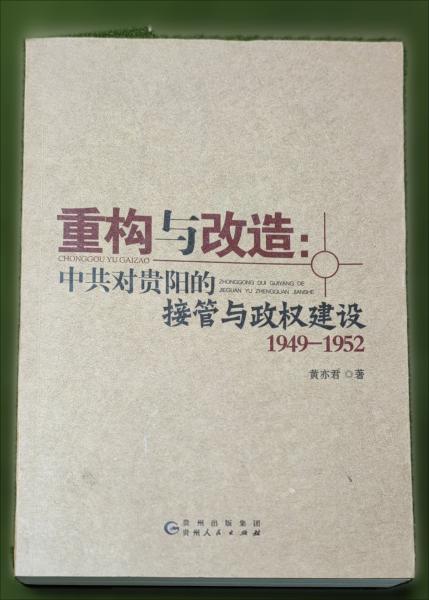 重构与改造：
CHONGGOU YU GAIZAO
中共对贵阳的
ZHONGGONG DUI GUIYANG DE
JIEGUAN YU ZHENGQUAN JIANSHE
接管与政权建设
1949-1952
黄亦君◎著
贵州出版集团
贵州人民出版社